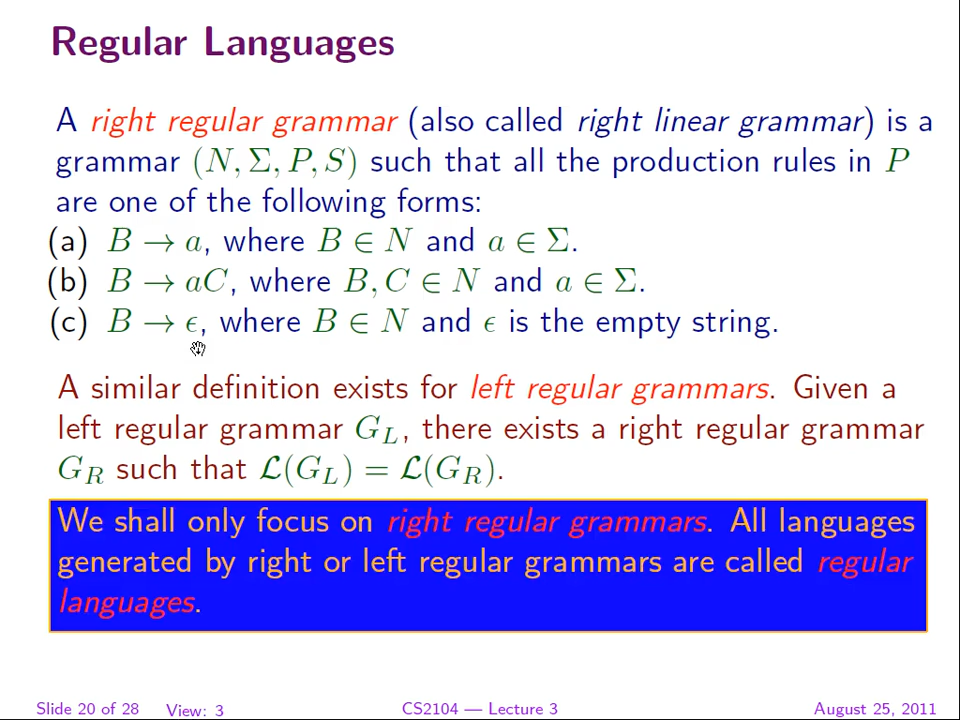 Regular Languages
A right regular grammar (also called right linear grammar) is a
grammar (N, Σ, P, S) such that all the production rules in P
are one of the following forms:
(a) B → a, where B ∈ N and a ∈ Σ.
(b) B → aC, where B, C ∈ N and a ∈ Σ.
(c) B → ϵ, where B ∈ N and ϵ is the empty string.
A similar definition exists for left regular grammars. Given a
left regular grammar G_L, there exists a right regular grammar
G_R such that ℒ(G_L) = ℒ(G_R).
We shall only focus on right regular grammars. All languages
generated by right or left regular grammars are called regular
languages.
Slide 20 of 28 View: 3 CS2104 — Lecture 3 August 25, 2011